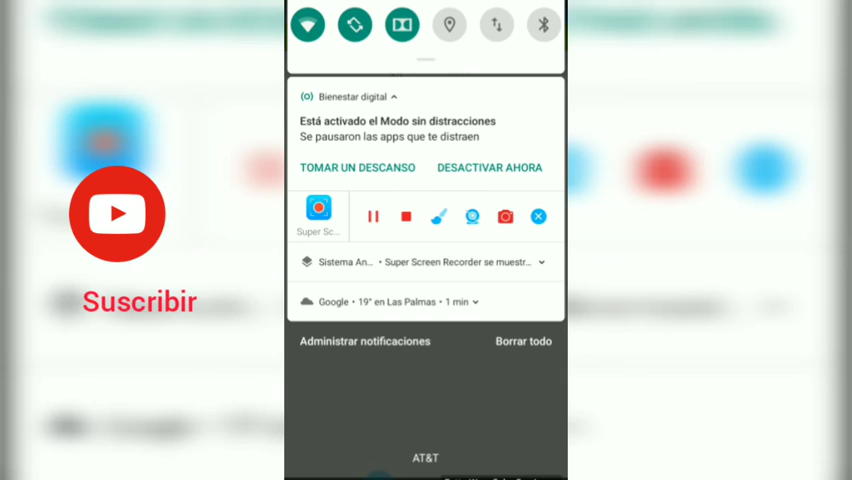 Bienestar digital
Está activado el Modo sin distracciones
Se pausaron las apps que te distraen
TOMAR UN DESCANSO DESACTIVAR AHORA
Super Sc...
Sistema An... • Super Screen Recorder se muestr...
Suscribir
Google • 19° en Las Palmas • 1 min
Administrar notificaciones Borrar todo
AT&T